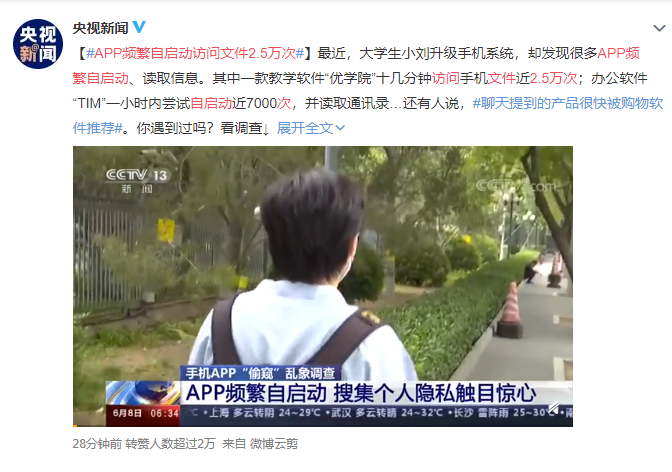 央视新闻
央视
新闻
【#APP频繁自启动访问文件2.5万次#】最近，大学生小刘升级手机系统，却发现很多APP频
繁自启动、读取信息。其中一款教学软件“优学院”十几分钟访问手机文件近2.5万次；办公软件
“TIM”一小时内尝试自启动近7000次，并读取通讯录...还有人说，#聊天提到的产品很快被购物软
件推荐#。你遇到过吗？看调查↓ 展开全文
CCTV 13
新闻
CCTV.com
手机APP“偷窥”乱象调查
APP频繁自启动 搜集个人隐私触目惊心
6月8日 06:34 ·上海 多云转阴 24~29℃ ·武汉 多云转晴 24~32℃ ·长沙 雷阵雨 25~30℃
28分钟前 转赞人数超过2万 来自 微博云剪